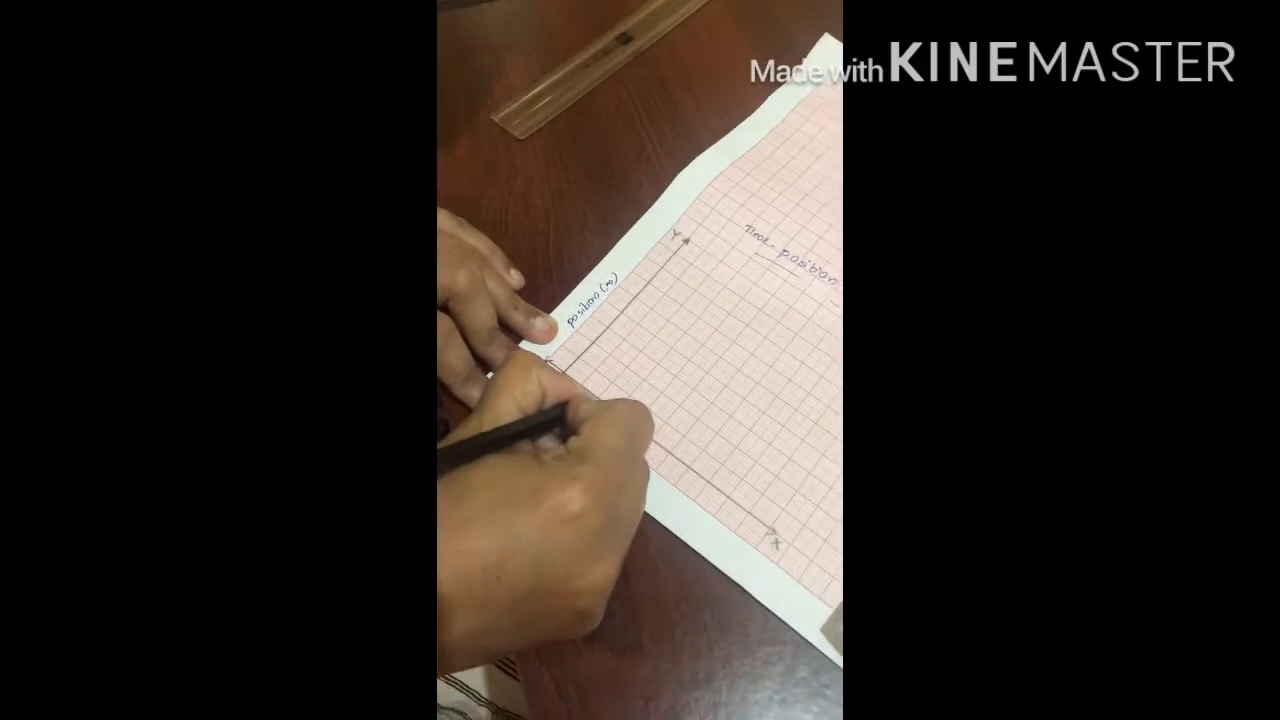 Made with KINEMASTER
Time - position
Y
position (m)
X